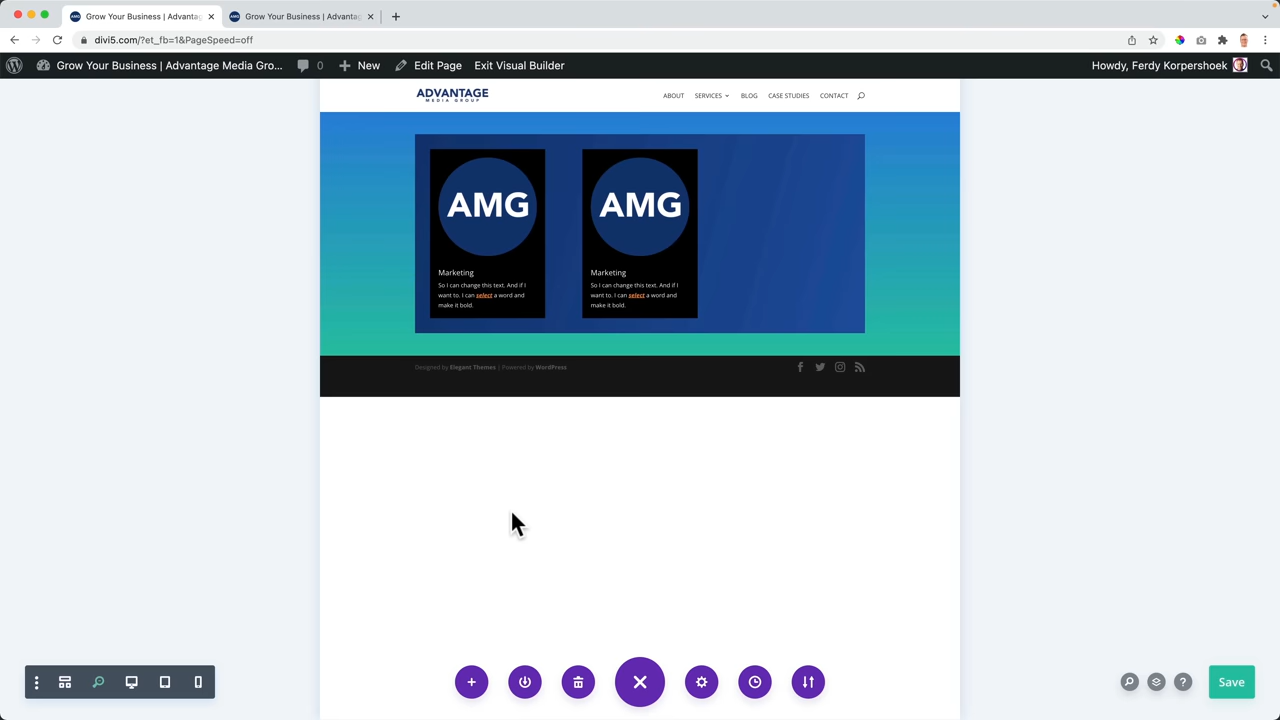 Grow Your Business | Advantag
Grow Your Business | Advantag
divi5.com/?et_fb=1&PageSpeed=off
Grow Your Business | Advantage Media Gro... 0 New Edit Page Exit Visual Builder Howdy, Ferdy Korpershoek
ADVANTAGE
MEDIA GROUP
ABOUT SERVICES BLOG CASE STUDIES CONTACT
AMG
Marketing
So I can change this text. And if I
want to. I can select a word and
make it bold.
AMG
Marketing
So I can change this text. And if I
want to. I can select a word and
make it bold.
Designed by Elegant Themes | Powered by WordPress
Save